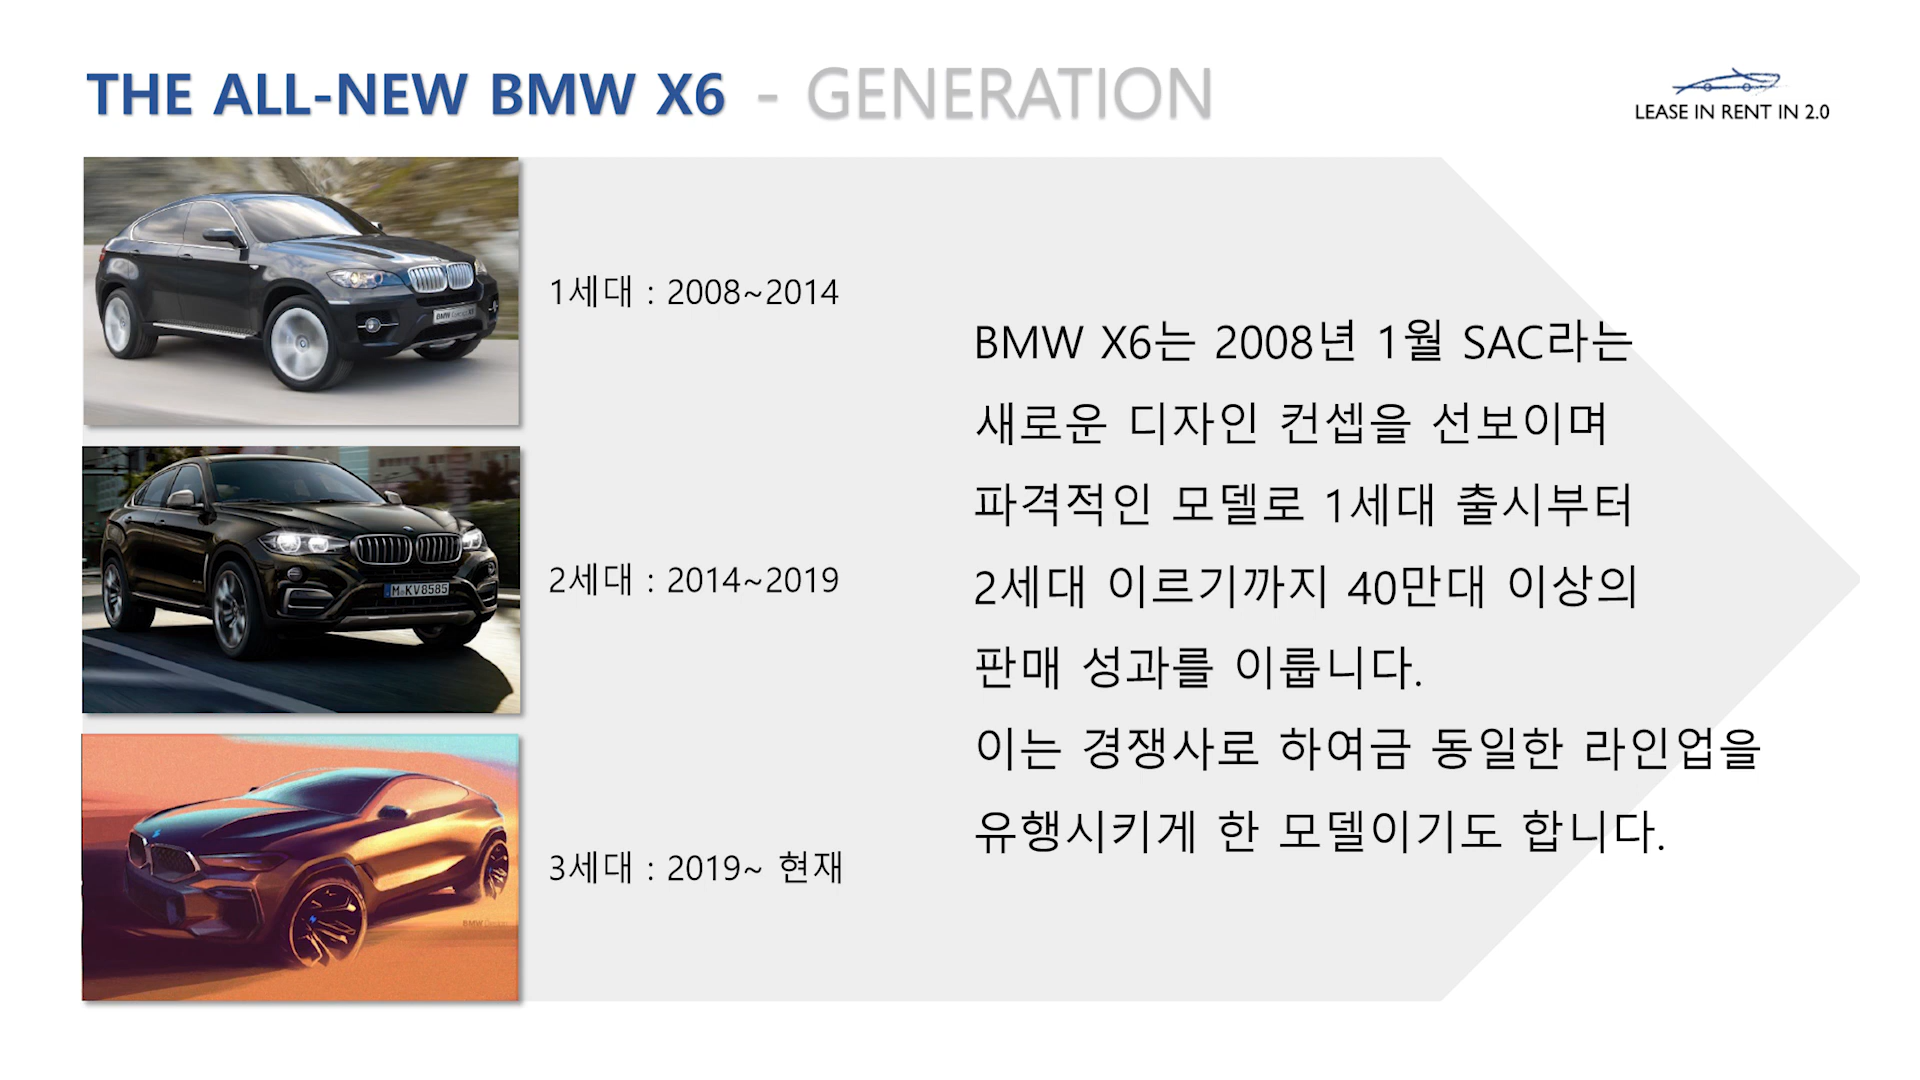 THE ALL-NEW BMW X6 - GENERATION
LEASE IN RENT IN 2.0
1세대 : 2008~2014
2세대 : 2014~2019
M KV8585
3세대 : 2019~ 현재
BMW X6는 2008년 1월 SAC라는
새로운 디자인 컨셉을 선보이며
파격적인 모델로 1세대 출시부터
2세대 이르기까지 40만대 이상의
판매 성과를 이룹니다.
이는 경쟁사로 하여금 동일한 라인업을
유행시키게 한 모델이기도 합니다.